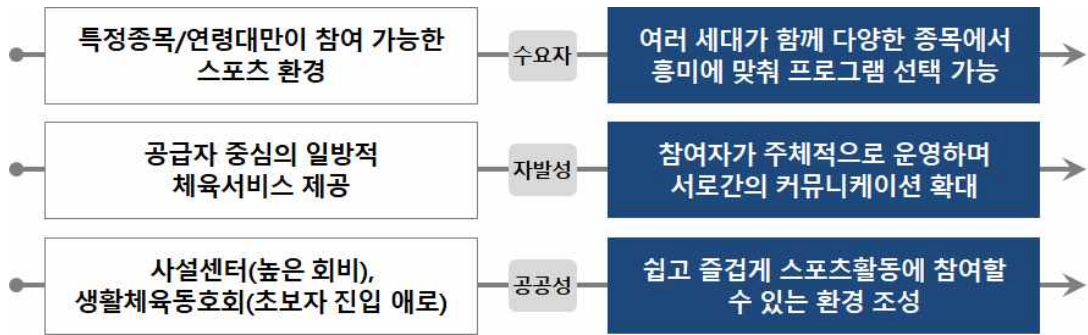 특정종목/연령대만이 참여 가능한
스포츠 환경
수요자
여러 세대가 함께 다양한 종목에서
흥미에 맞춰 프로그램 선택 가능
공급자 중심의 일방적
체육서비스 제공
자발성
참여자가 주체적으로 운영하며
서로간의 커뮤니케이션 확대
사설센터(높은 회비),
생활체육동호회(초보자 진입 애로)
공공성
쉽고 즐겁게 스포츠활동에 참여할
수 있는 환경 조성